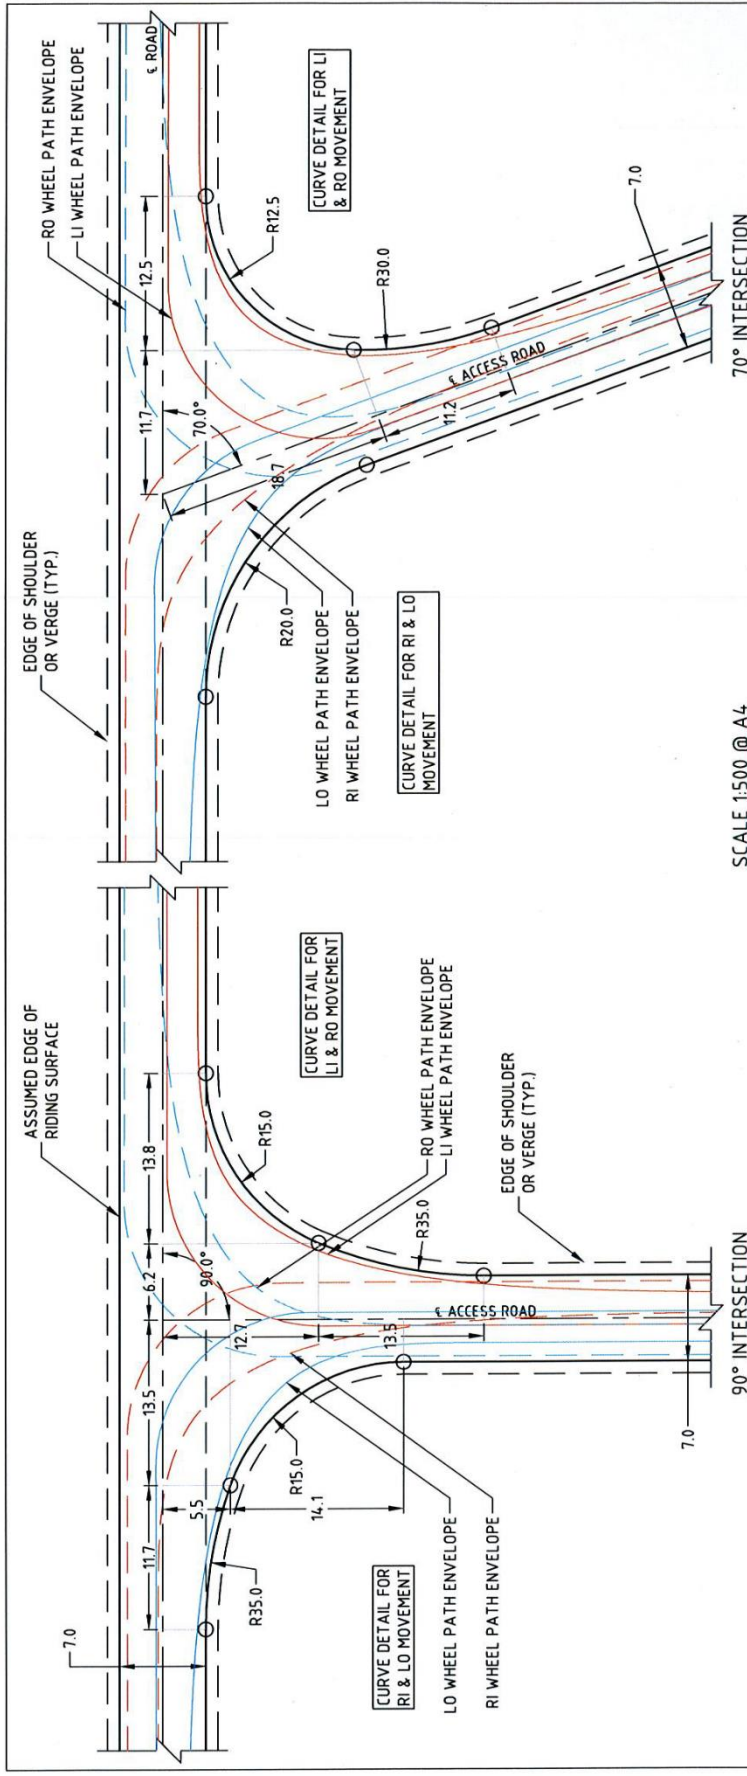 ASSUMED EDGE OF
RIDING SURFACE
7.0
11.7
13.5
6.2
13.8
90.0°
5.5
14.1
12.7
13.5
R35.0
R15.0
R15.0
R35.0
CURVE DETAIL FOR
RI & LO MOVEMENT
LO WHEEL PATH ENVELOPE
RI WHEEL PATH ENVELOPE
CURVE DETAIL FOR
LI & RO MOVEMENT
RO WHEEL PATH ENVELOPE
LI WHEEL PATH ENVELOPE
EDGE OF SHOULDER
OR VERGE (TYP.)
℄ ACCESS ROAD
7.0
90° INTERSECTION
EDGE OF SHOULDER
OR VERGE (TYP.)
RO WHEEL PATH ENVELOPE
LI WHEEL PATH ENVELOPE
℄ ROAD
11.7
12.5
70.0°
18.7
11.2
R20.0
R12.5
R30.0
LO WHEEL PATH ENVELOPE
RI WHEEL PATH ENVELOPE
CURVE DETAIL FOR RI & LO
MOVEMENT
CURVE DETAIL FOR LI
& RO MOVEMENT
℄ ACCESS ROAD
7.0
70° INTERSECTION
SCALE 1:500 @ A4